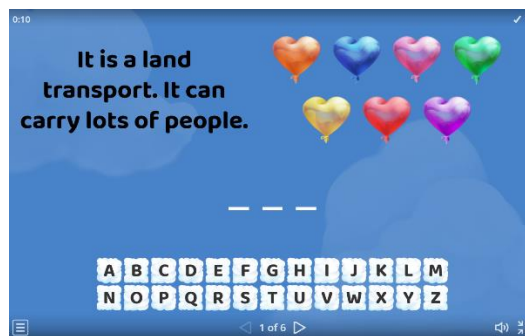 0:10
It is a land
transport. It can
carry lots of people.
A B C D E F G H I J K L M
N O P Q R S T U V W X Y Z
1 of 6